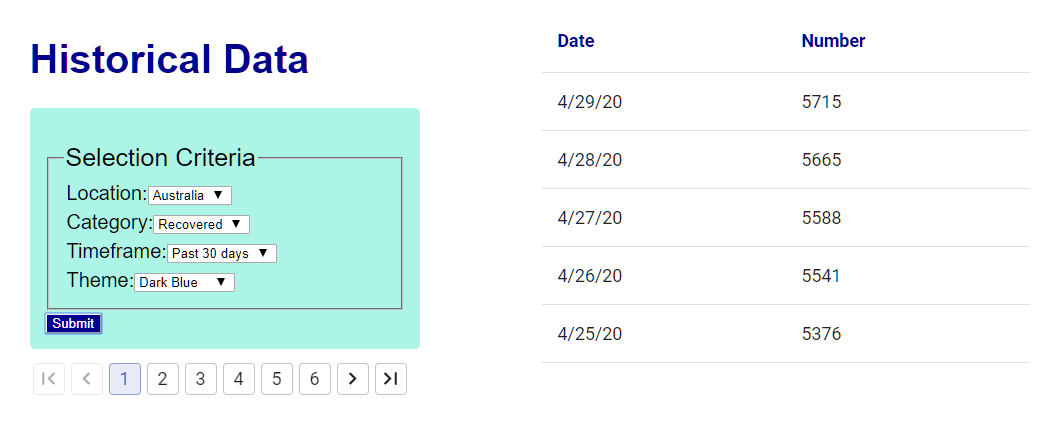 Historical Data
Selection Criteria
Location: Australia ▼
Category: Recovered ▼
Timeframe: Past 30 days ▼
Theme: Dark Blue ▼
Submit
1 2 3 4 5 6
Date Number
4/29/20 5715
4/28/20 5665
4/27/20 5588
4/26/20 5541
4/25/20 5376